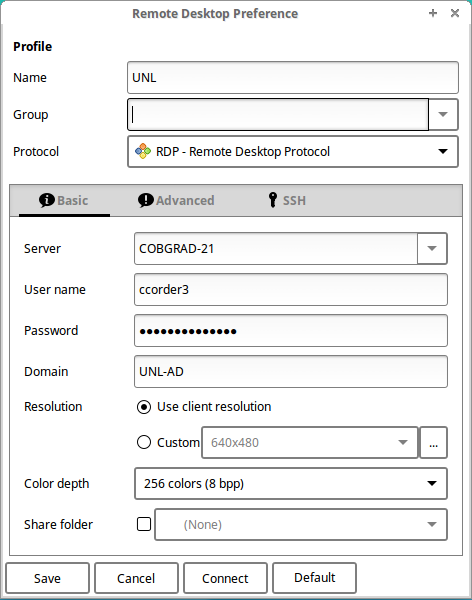 Remote Desktop Preference
Profile
Name UNL
Group
Protocol RDP - Remote Desktop Protocol
Basic Advanced SSH
Server COBGRAD-21
User name ccorder3
Password ●●●●●●●●●●●●●●
Domain UNL-AD
Resolution Use client resolution
Custom 640x480 ...
Color depth 256 colors (8 bpp)
Share folder (None)
Save Cancel Connect Default